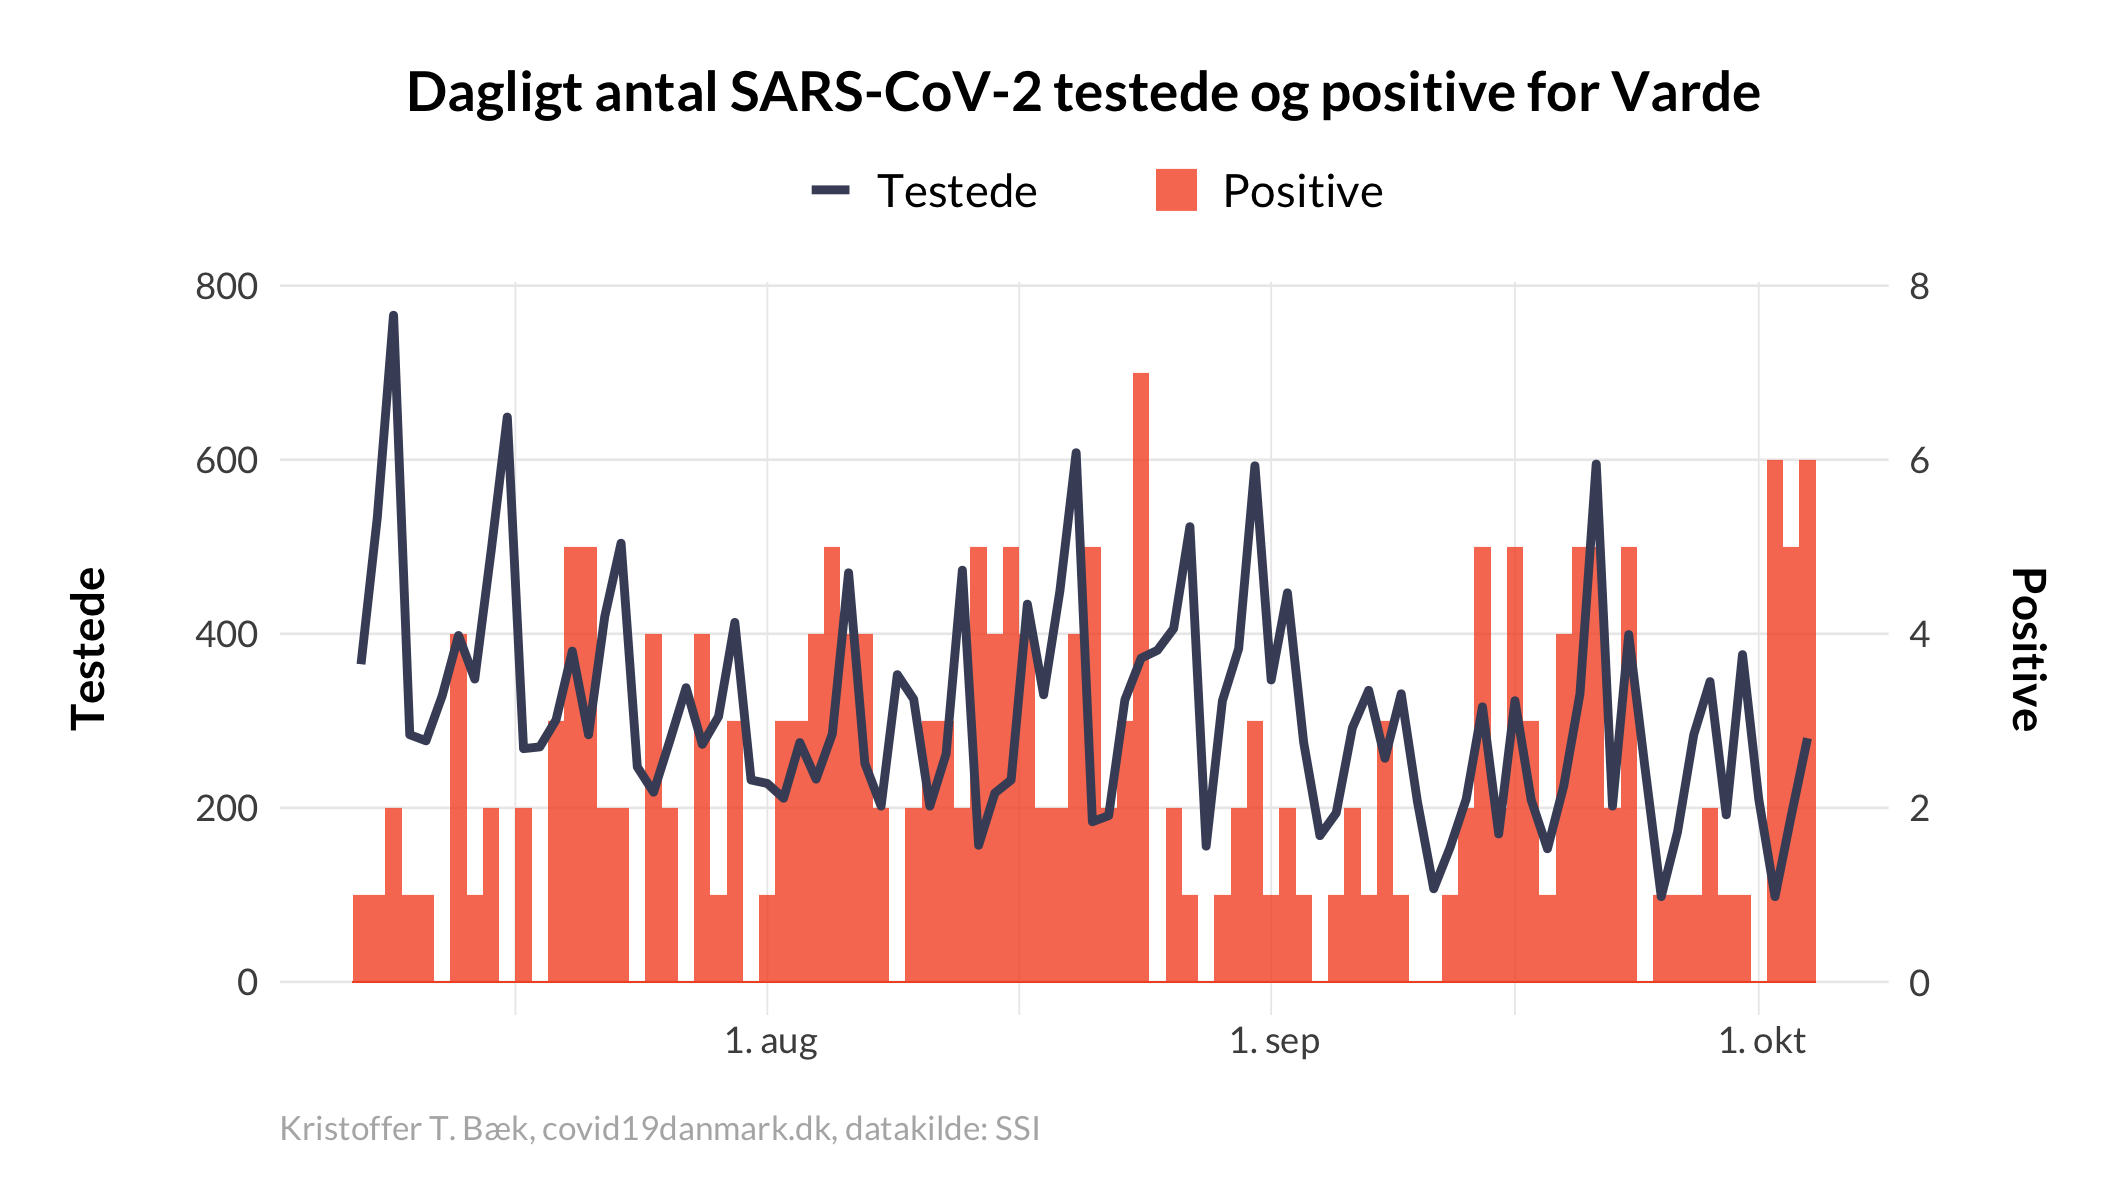 Dagligt antal SARS-CoV-2 testede og positive for Varde
Testede
Positive
800
600
400
200
0
Testede
8
6
4
2
0
Positive
1. aug
1. sep
1. okt
Kristoffer T. Bæk, covid19danmark.dk, datakilde: SSI